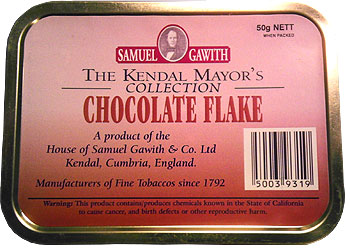 SAMUEL GAWITH
50g NETT
WHEN PACKED
THE KENDAL MAYOR'S
COLLECTION
CHOCOLATE FLAKE
A product of the
House of Samuel Gawith & Co. Ltd
Kendal, Cumbria, England.
Manufacturers of Fine Tobaccos since 1792
5003 9319
Warning: This product contains/produces chemicals known in the State of California
to cause cancer, and birth defects or other reproductive harm.